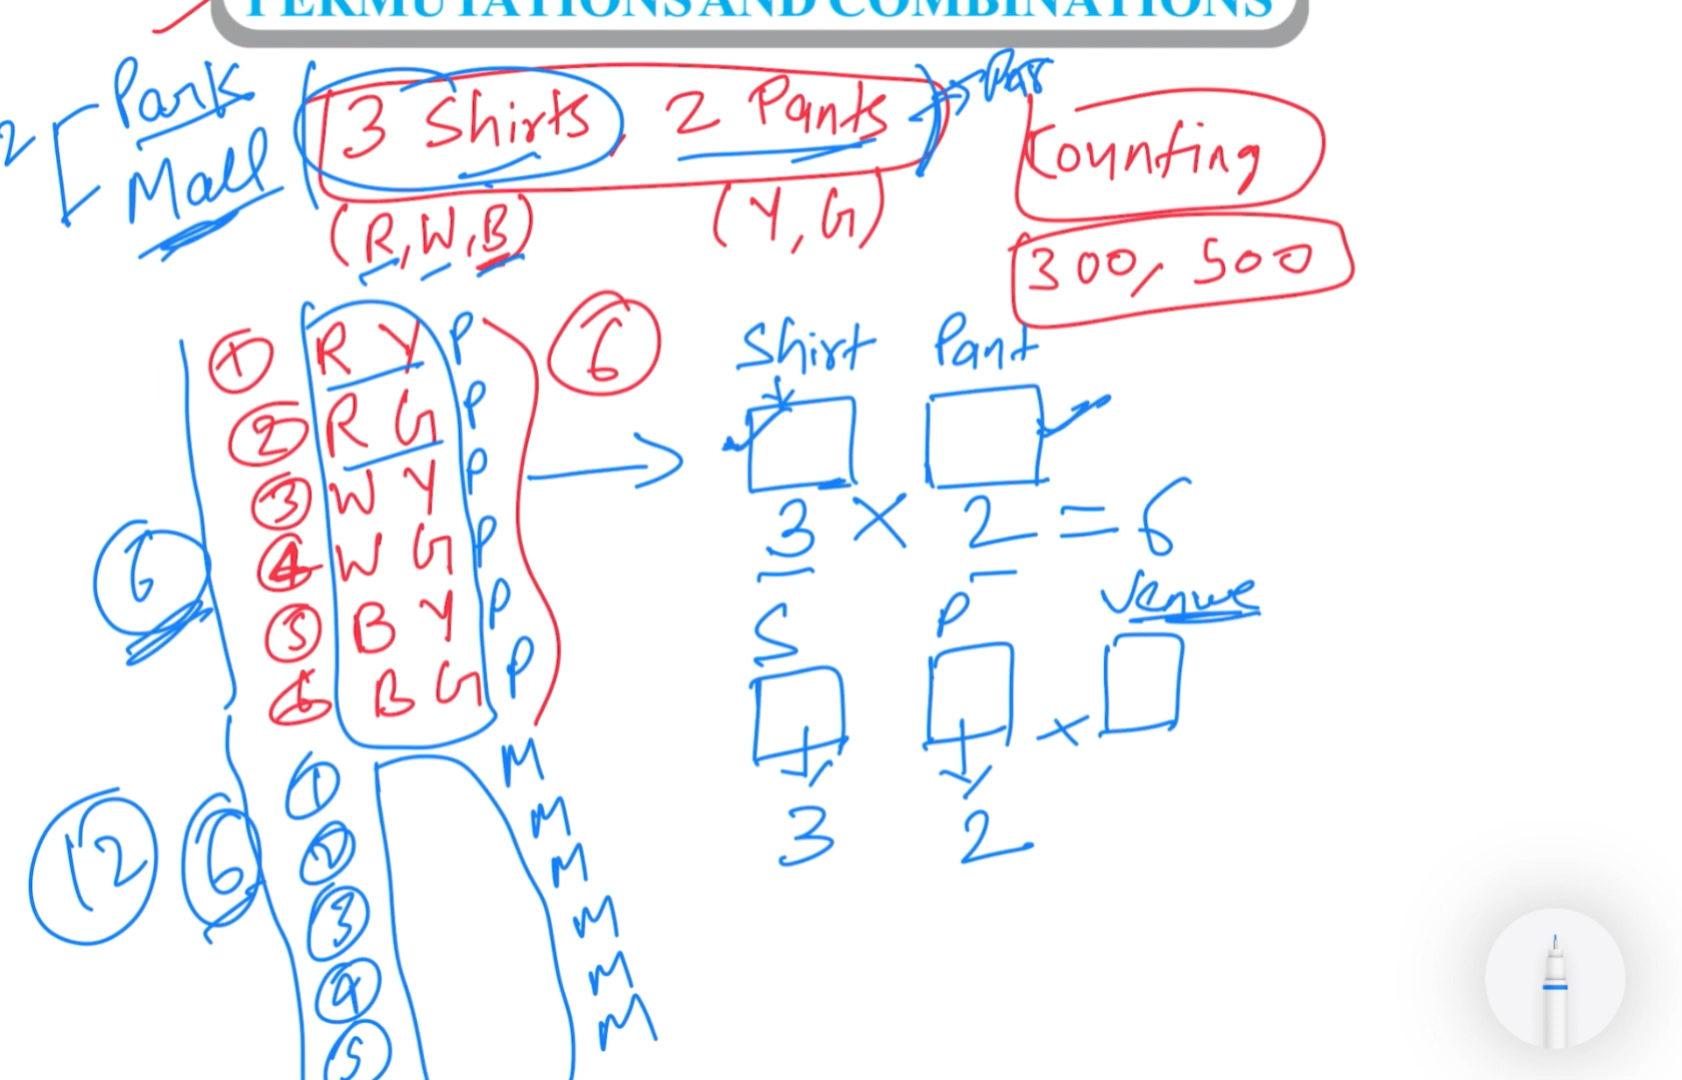 PERMUTATIONS AND COMBINATIONS
Park
Mall
2
3 Shirts, 2 Pants
(R, W, B)
(Y, G)
Counting
300, 500
① R Y P
② R G P
③ W Y P
④ W G P
⑤ B Y P
⑥ B G P
6
6
Shirt Pant
3 × 2 = 6
S P Venue
×
3 2
12 6
① M
② M
③ M
④ M
⑤ M
M